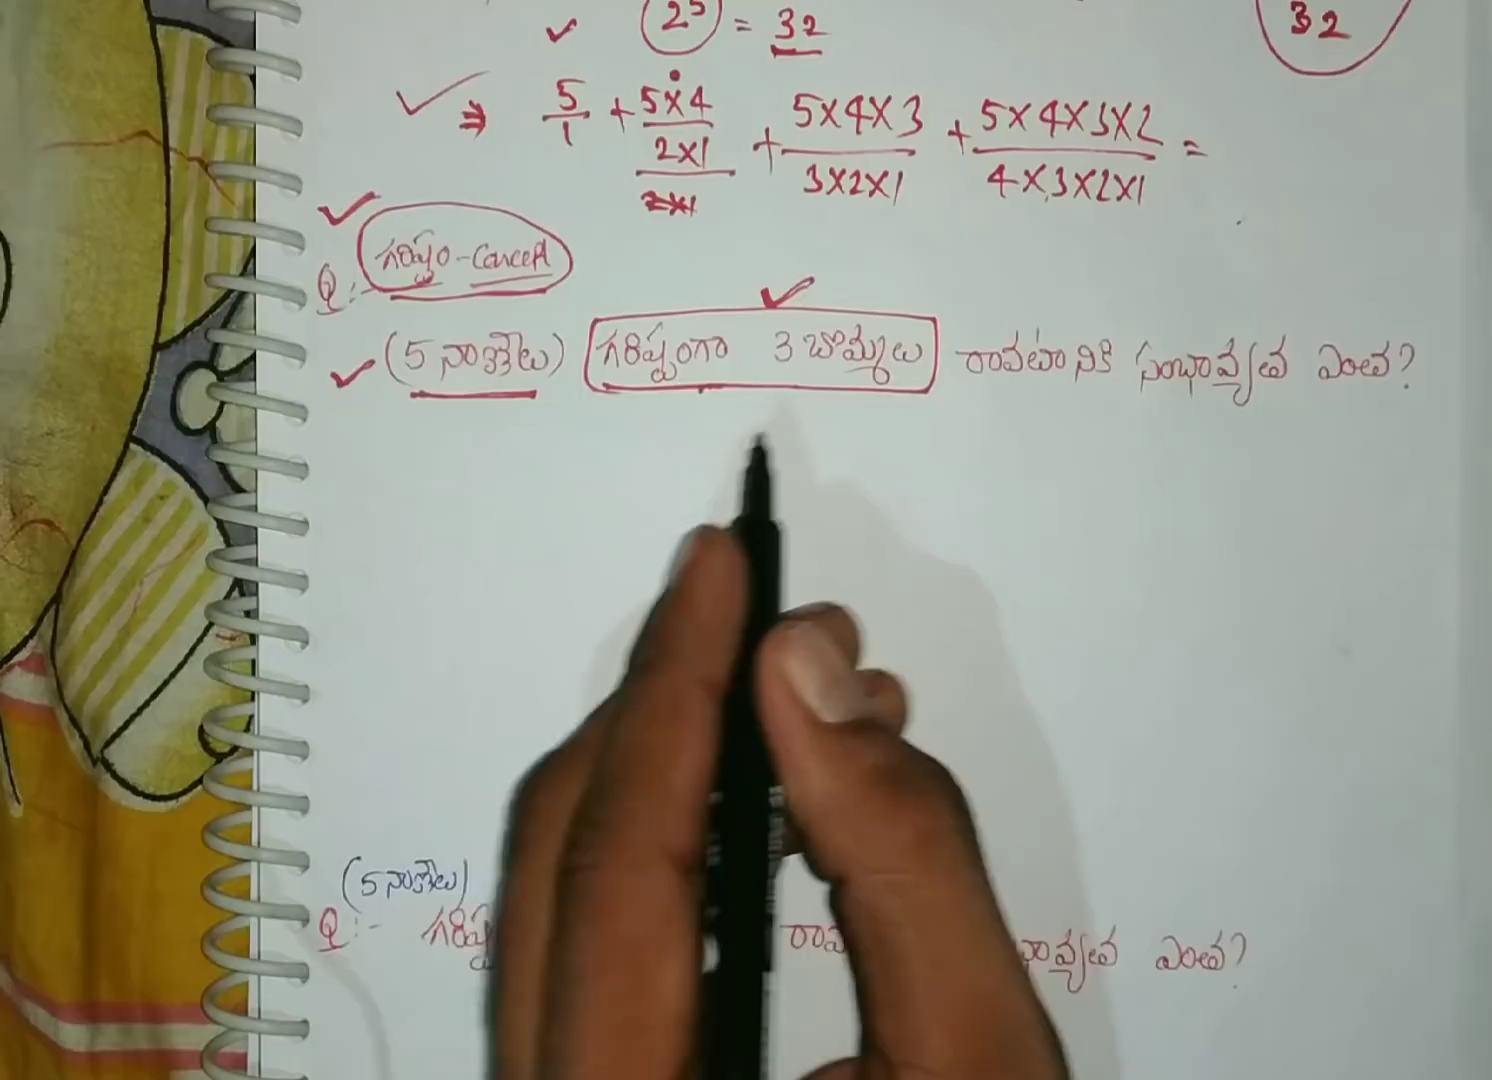 ✓ 2⁵ = 32
32
✓ ⇒ 5/1 + 5×4/2×1 + 5×4×3/3×2×1 + 5×4×3×2/4×3×2×1 =
Q:- గరిష్టం - Concept
(5 నాణేలు) గరిష్టంగా 3 బొమ్మలు రావటానికి సంభావ్యత ఎంత?
(5 నాణేలు)
Q:- ఎంత?